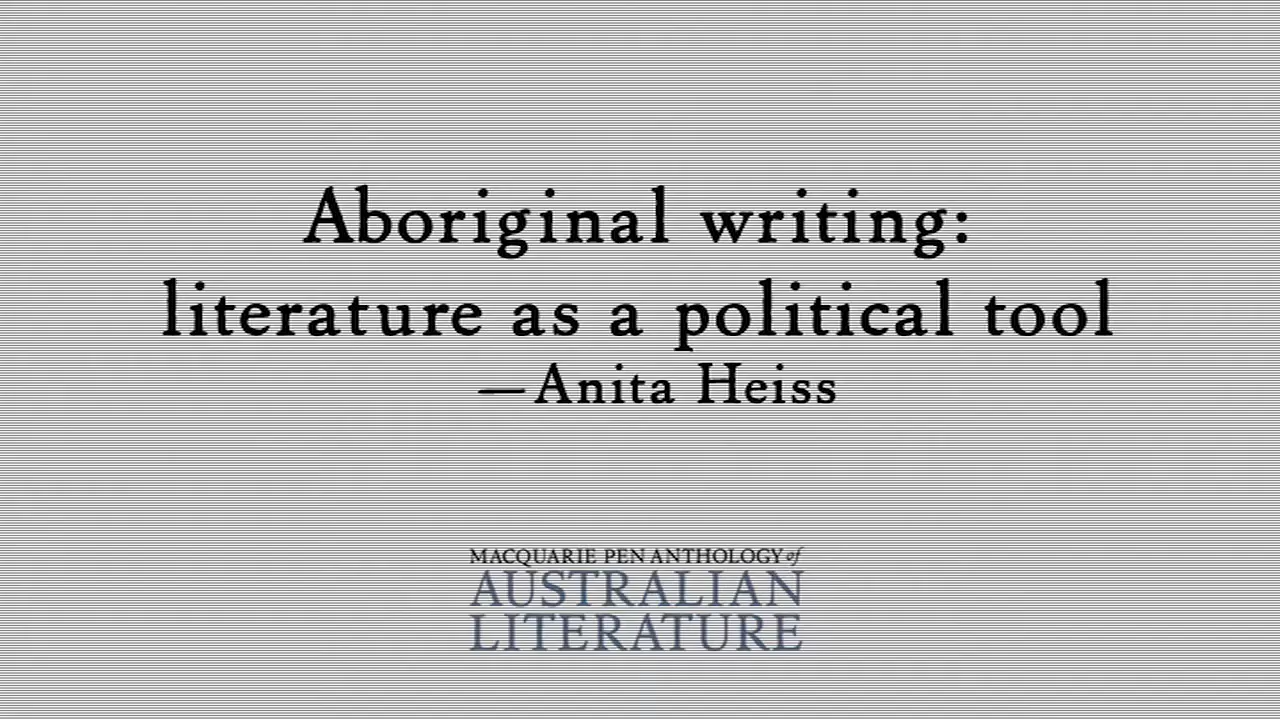 Aboriginal writing:
literature as a political tool
—Anita Heiss
MACQUARIE PEN ANTHOLOGY of
AUSTRALIAN
LITERATURE